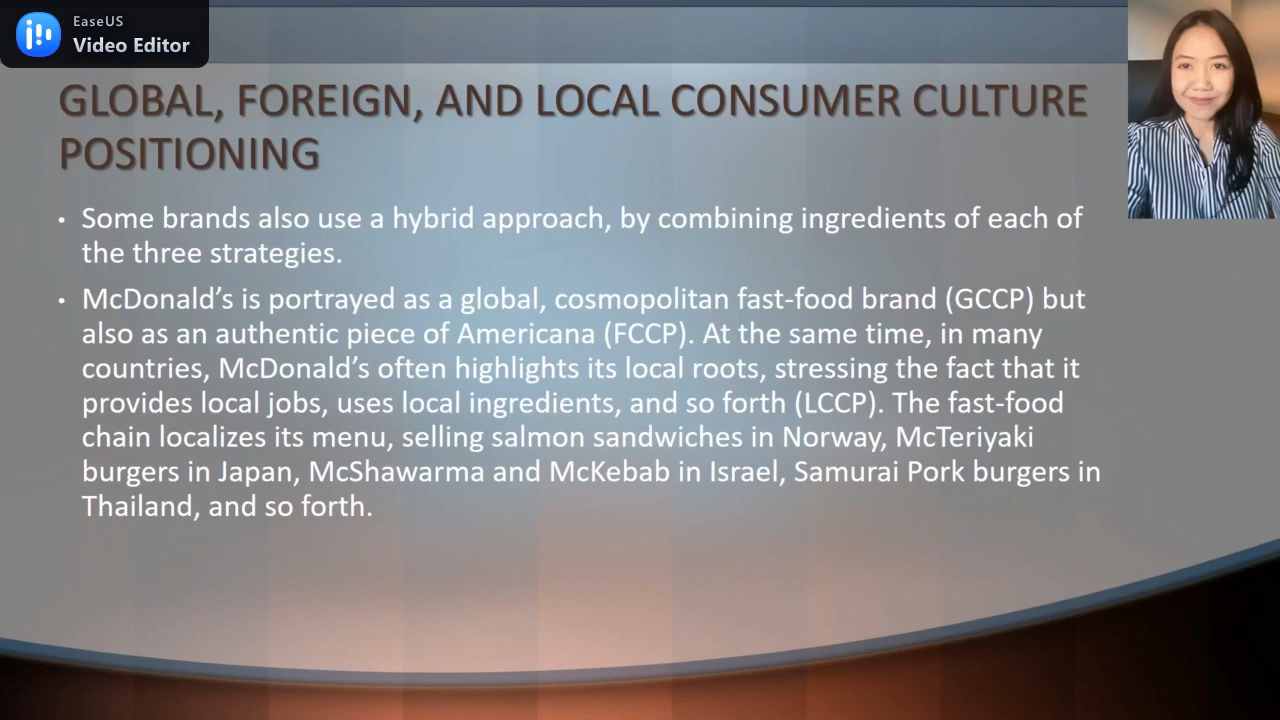 EaseUS
Video Editor
GLOBAL, FOREIGN, AND LOCAL CONSUMER CULTURE
POSITIONING
• Some brands also use a hybrid approach, by combining ingredients of each of
the three strategies.
• McDonald’s is portrayed as a global, cosmopolitan fast-food brand (GCCP) but
also as an authentic piece of Americana (FCCP). At the same time, in many
countries, McDonald’s often highlights its local roots, stressing the fact that it
provides local jobs, uses local ingredients, and so forth (LCCP). The fast-food
chain localizes its menu, selling salmon sandwiches in Norway, McTeriyaki
burgers in Japan, McShawarma and McKebab in Israel, Samurai Pork burgers in
Thailand, and so forth.